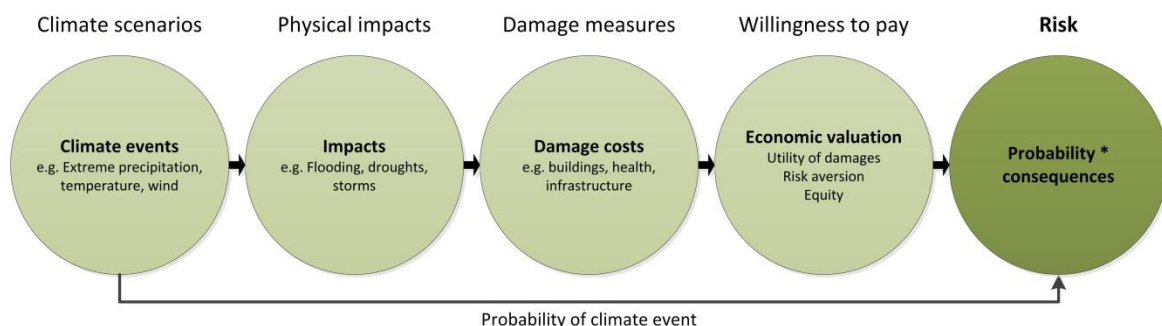 Climate scenarios
Physical impacts
Damage measures
Willingness to pay
Risk
Climate events
e.g. Extreme precipitation,
temperature, wind
Impacts
e.g. Flooding, droughts,
storms
Damage costs
e.g. buildings, health,
infrastructure
Economic valuation
Utility of damages
Risk aversion
Equity
Probability *
consequences
Probability of climate event